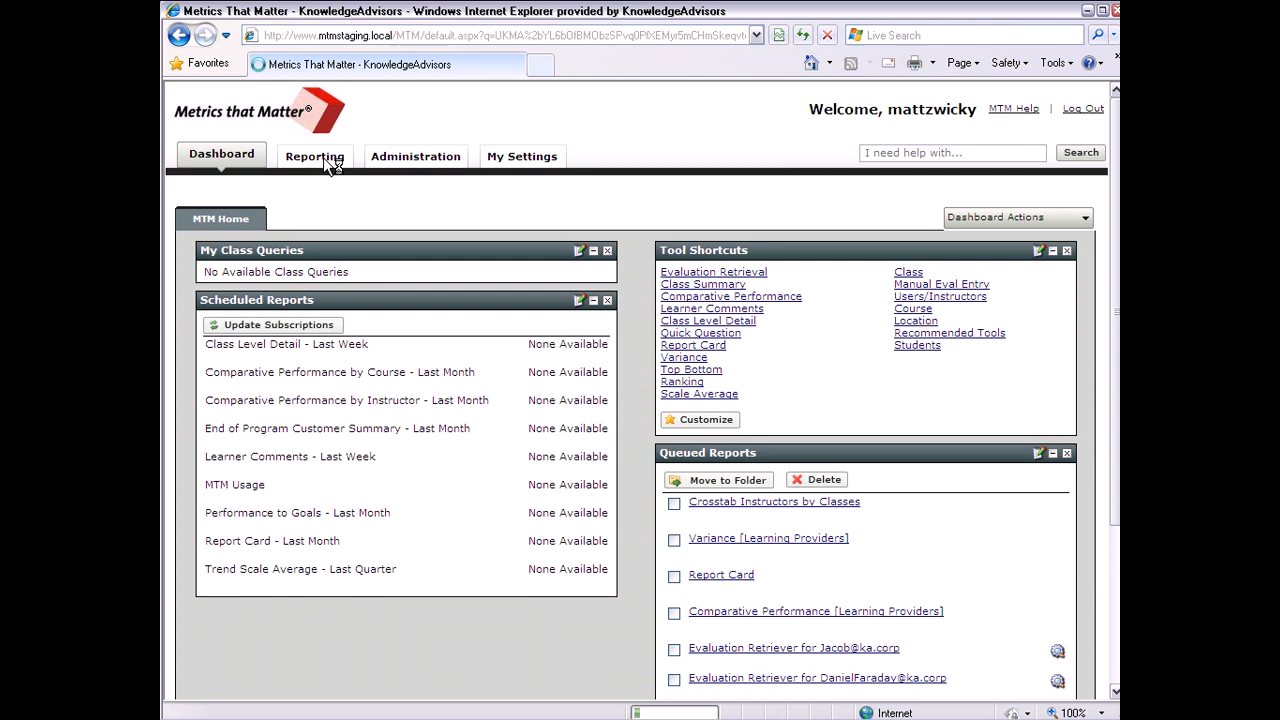 Metrics That Matter - KnowledgeAdvisors - Windows Internet Explorer provided by KnowledgeAdvisors
Live Search
Favorites
Metrics That Matter - KnowledgeAdvisors
Page
Safety
Tools
Metrics that Matter®
Welcome, mattzwicky
MTM Help | Log Out
Dashboard
Reporting
Administration
My Settings
I need help with...
Search
MTM Home
Dashboard Actions
My Class Queries
No Available Class Queries
Scheduled Reports
Update Subscriptions
Class Level Detail - Last Week None Available
Comparative Performance by Course - Last Month None Available
Comparative Performance by Instructor - Last Month None Available
End of Program Customer Summary - Last Month None Available
Learner Comments - Last Week None Available
MTM Usage None Available
Performance to Goals - Last Month None Available
Report Card - Last Month None Available
Trend Scale Average - Last Quarter None Available
Tool Shortcuts
Evaluation Retrieval
Class Summary
Comparative Performance
Learner Comments
Class Level Detail
Quick Question
Report Card
Variance
Top Bottom
Ranking
Scale Average
Class
Manual Eval Entry
Users/Instructors
Course
Location
Recommended Tools
Students
Customize
Queued Reports
Move to Folder
Delete
Crosstab Instructors by Classes
Variance [Learning Providers]
Report Card
Comparative Performance [Learning Providers]
Evaluation Retriever for Jacob@ka.corp
Evaluation Retriever for DanielFaraday@ka.corp
Internet
100%